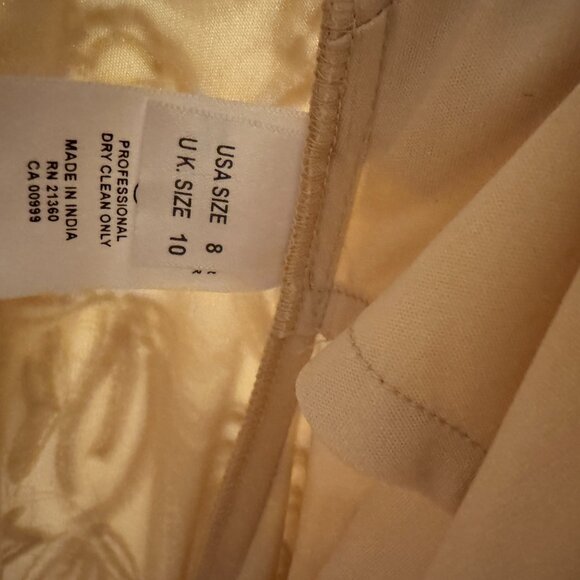 USA SIZE 8
U K. SIZE 10
PROFESSIONAL
DRY CLEAN ONLY
MADE IN INDIA
RN 21360
CA 00999